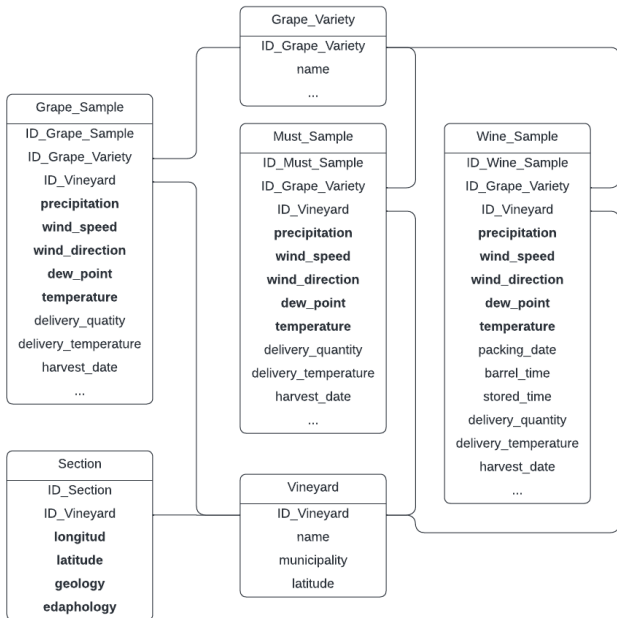 Grape_Variety
ID_Grape_Variety
name
...
Grape_Sample
ID_Grape_Sample
ID_Grape_Variety
ID_Vineyard
precipitation
wind_speed
wind_direction
dew_point
temperature
delivery_quatity
delivery_temperature
harvest_date
...
Must_Sample
ID_Must_Sample
ID_Grape_Variety
ID_Vineyard
precipitation
wind_speed
wind_direction
dew_point
temperature
delivery_quantity
delivery_temperature
harvest_date
...
Wine_Sample
ID_Wine_Sample
ID_Grape_Variety
ID_Vineyard
precipitation
wind_speed
wind_direction
dew_point
temperature
packing_date
barrel_time
stored_time
delivery_quantity
delivery_temperature
harvest_date
...
Section
ID_Section
ID_Vineyard
longitud
latitude
geology
edaphology
Vineyard
ID_Vineyard
name
municipality
latitude